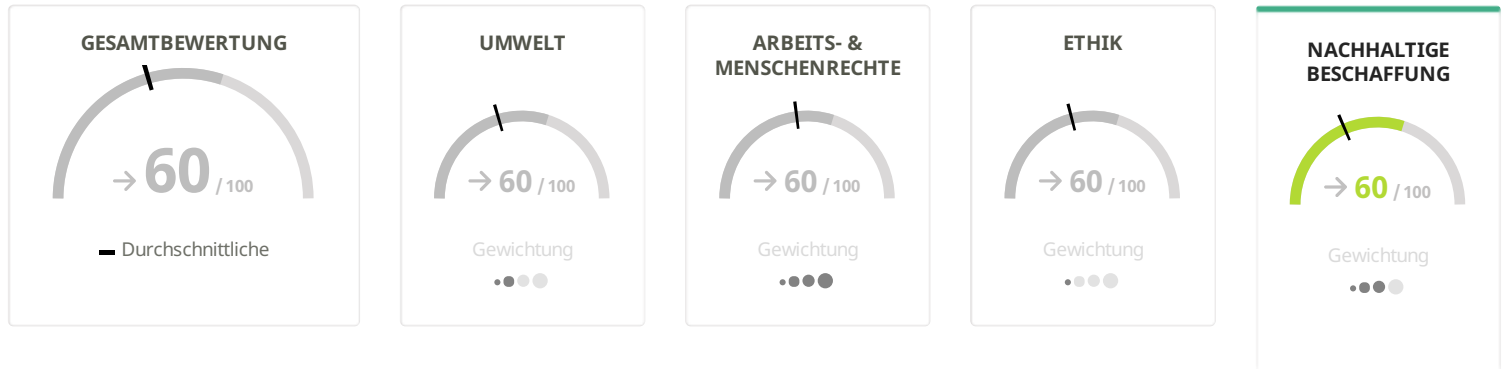 GESAMTBEWERTUNG
→ 60 / 100
Durchschnittliche
UMWELT
→ 60 / 100
Gewichtung
ARBEITS- &
MENSCHENRECHTE
→ 60 / 100
Gewichtung
ETHIK
→ 60 / 100
Gewichtung
NACHHALTIGE
BESCHAFFUNG
→ 60 / 100
Gewichtung